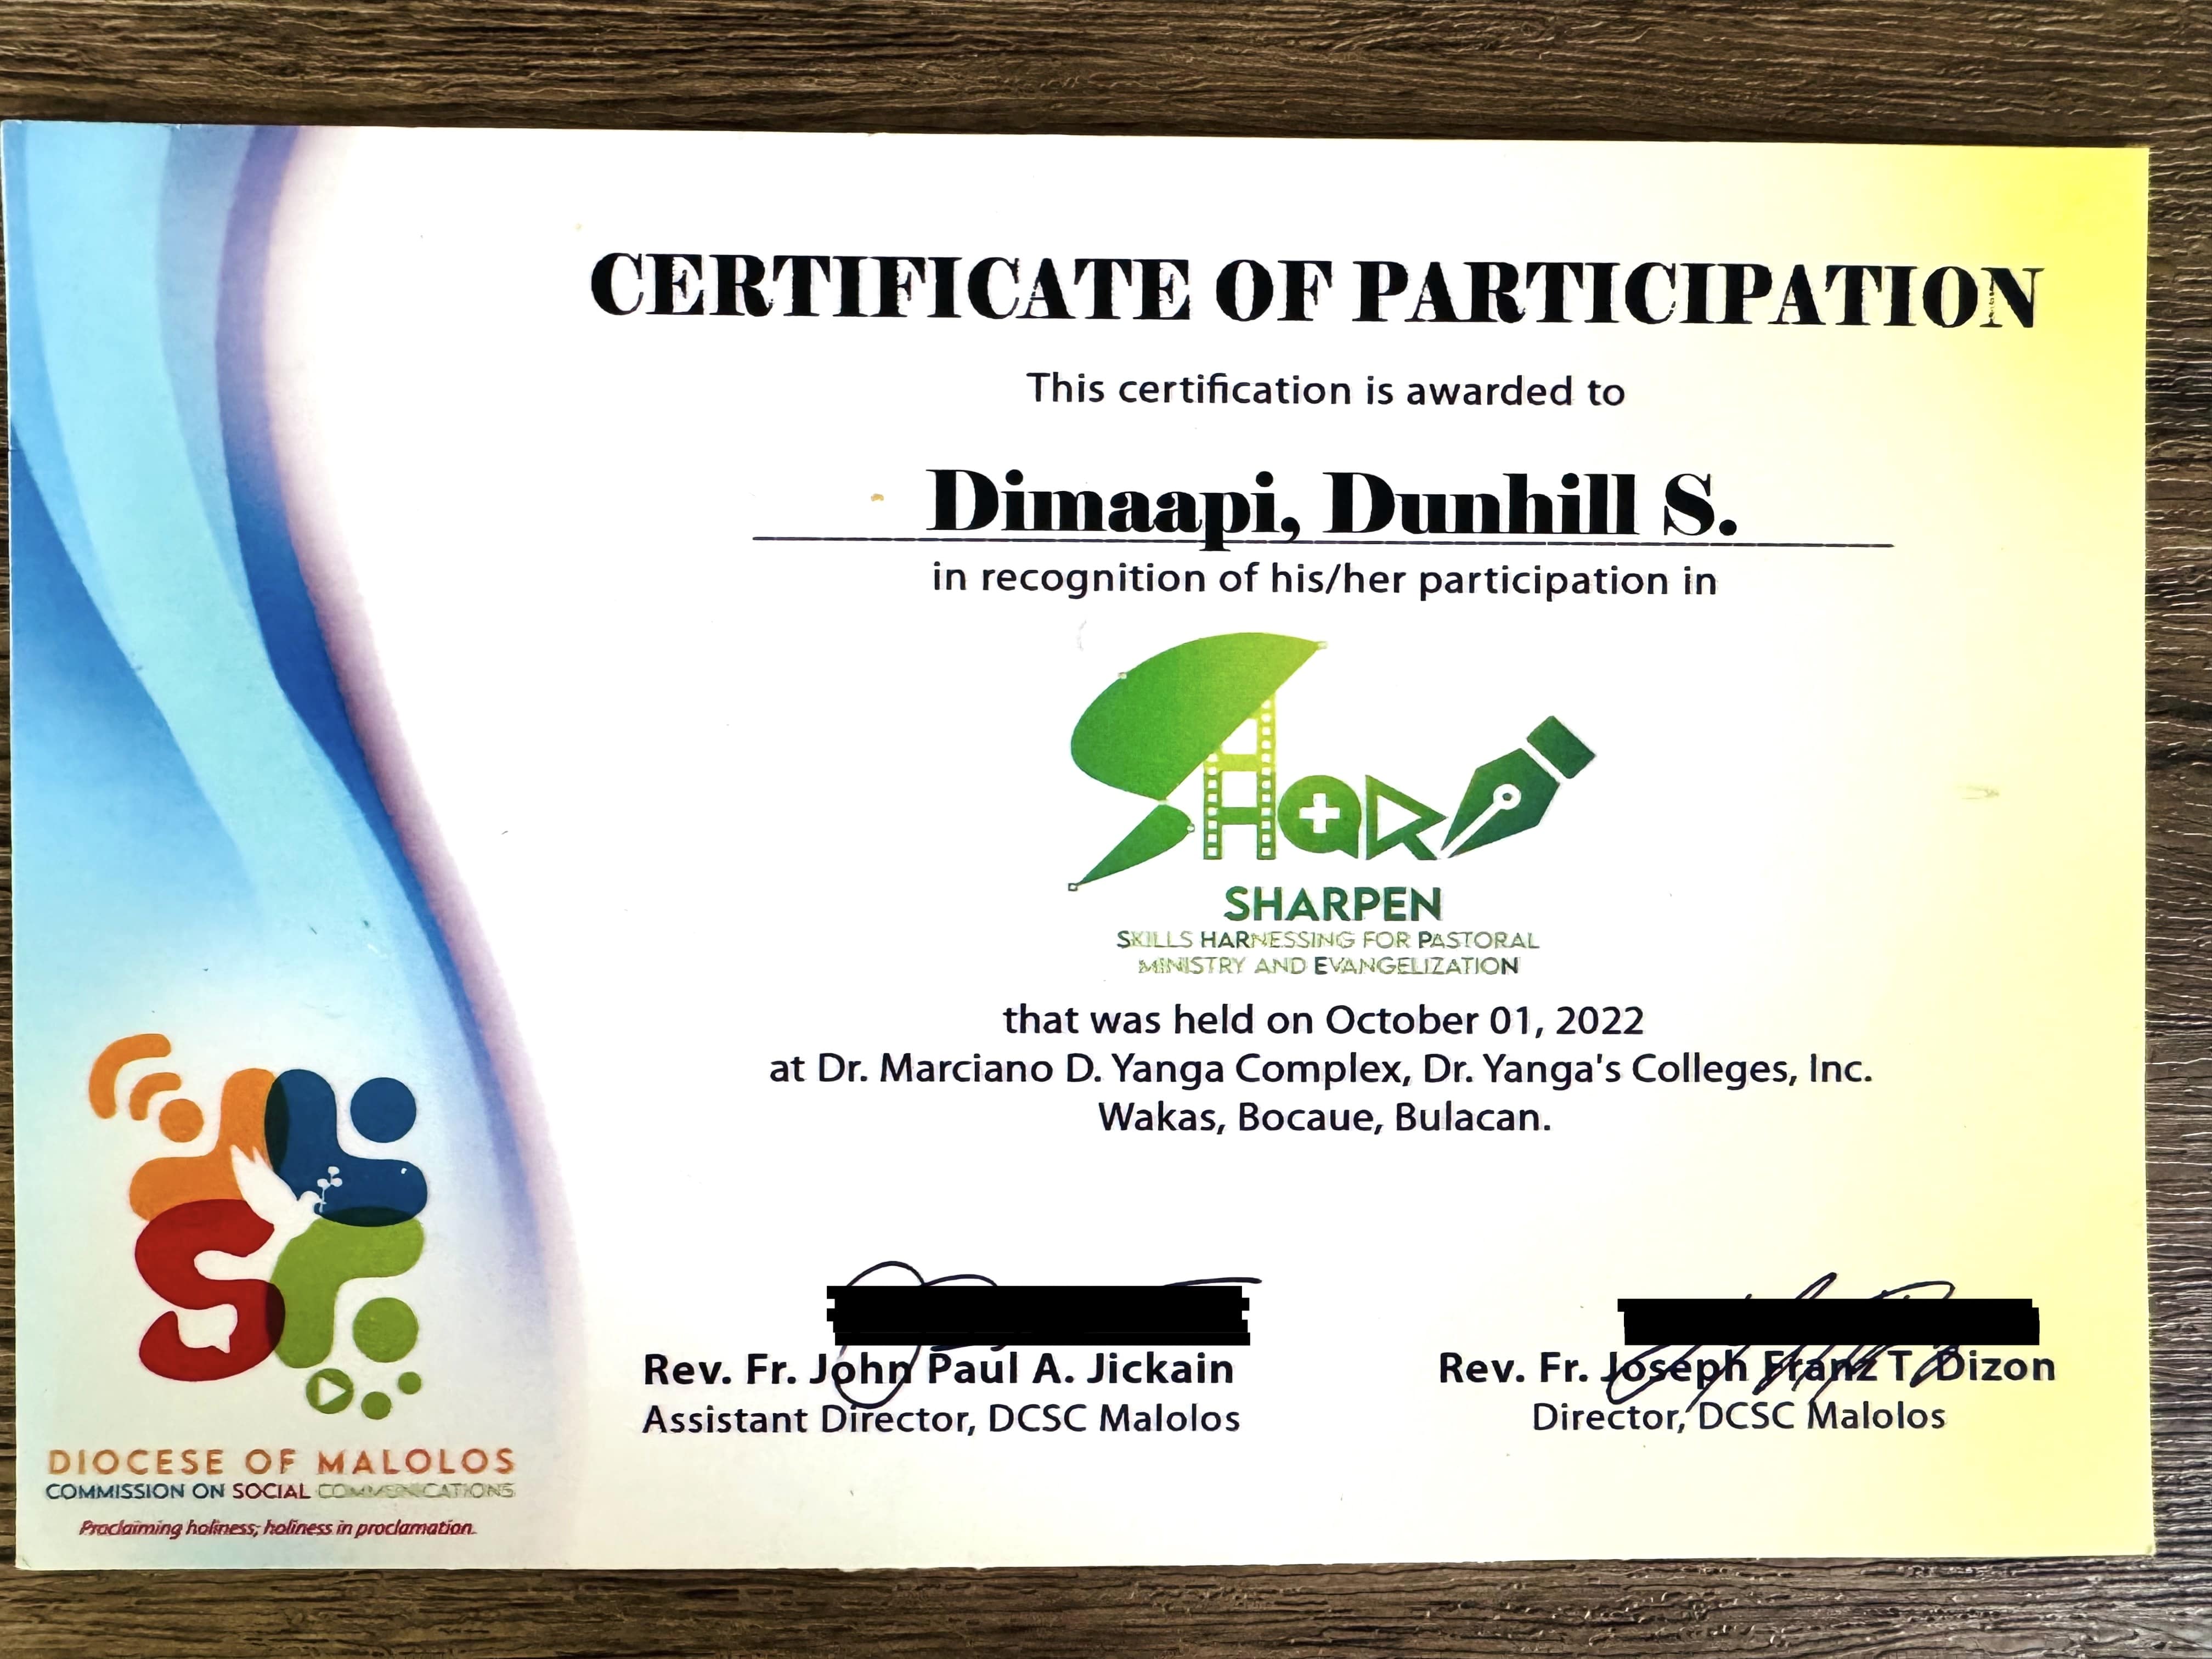 CERTIFICATE OF PARTICIPATION
This certification is awarded to
Dimaapi, Dunhill S.
in recognition of his/her participation in
SHARP
SHARPEN
SKILLS HARNESSING FOR PASTORAL
MINISTRY AND EVANGELIZATION
that was held on October 01, 2022
at Dr. Marciano D. Yanga Complex, Dr. Yanga's Colleges, Inc.
Wakas, Bocaue, Bulacan.
Rev. Fr. John Paul A. Jickain
Assistant Director, DCSC Malolos
Rev. Fr. Joseph Franz T. Dizon
Director, DCSC Malolos
DIOCESE OF MALOLOS
COMMISSION ON SOCIAL COMMUNICATIONS
Proclaiming holiness; holiness in proclamation.